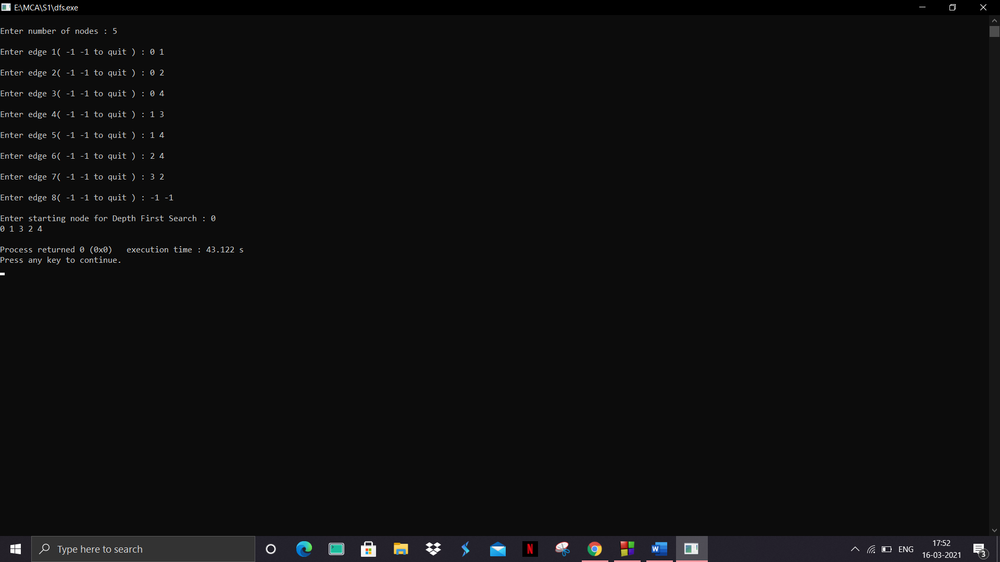 E:\MCA\S1\dfs.exe
Enter number of nodes : 5
Enter edge 1( -1 -1 to quit ) : 0 1
Enter edge 2( -1 -1 to quit ) : 0 2
Enter edge 3( -1 -1 to quit ) : 0 4
Enter edge 4( -1 -1 to quit ) : 1 3
Enter edge 5( -1 -1 to quit ) : 1 4
Enter edge 6( -1 -1 to quit ) : 2 4
Enter edge 7( -1 -1 to quit ) : 3 2
Enter edge 8( -1 -1 to quit ) : -1 -1
Enter starting node for Depth First Search : 0
0 1 3 2 4
Process returned 0 (0x0)   execution time : 43.122 s
Press any key to continue.
Type here to search
N
W
ENG
17:52
16-03-2021
3